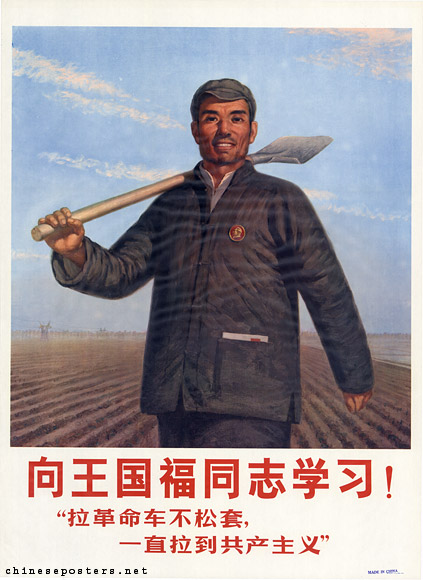 向王国福同志学习!
“拉革命车不松套,
一直拉到共产主义”
chineseposters.net
MADE IN CHINA